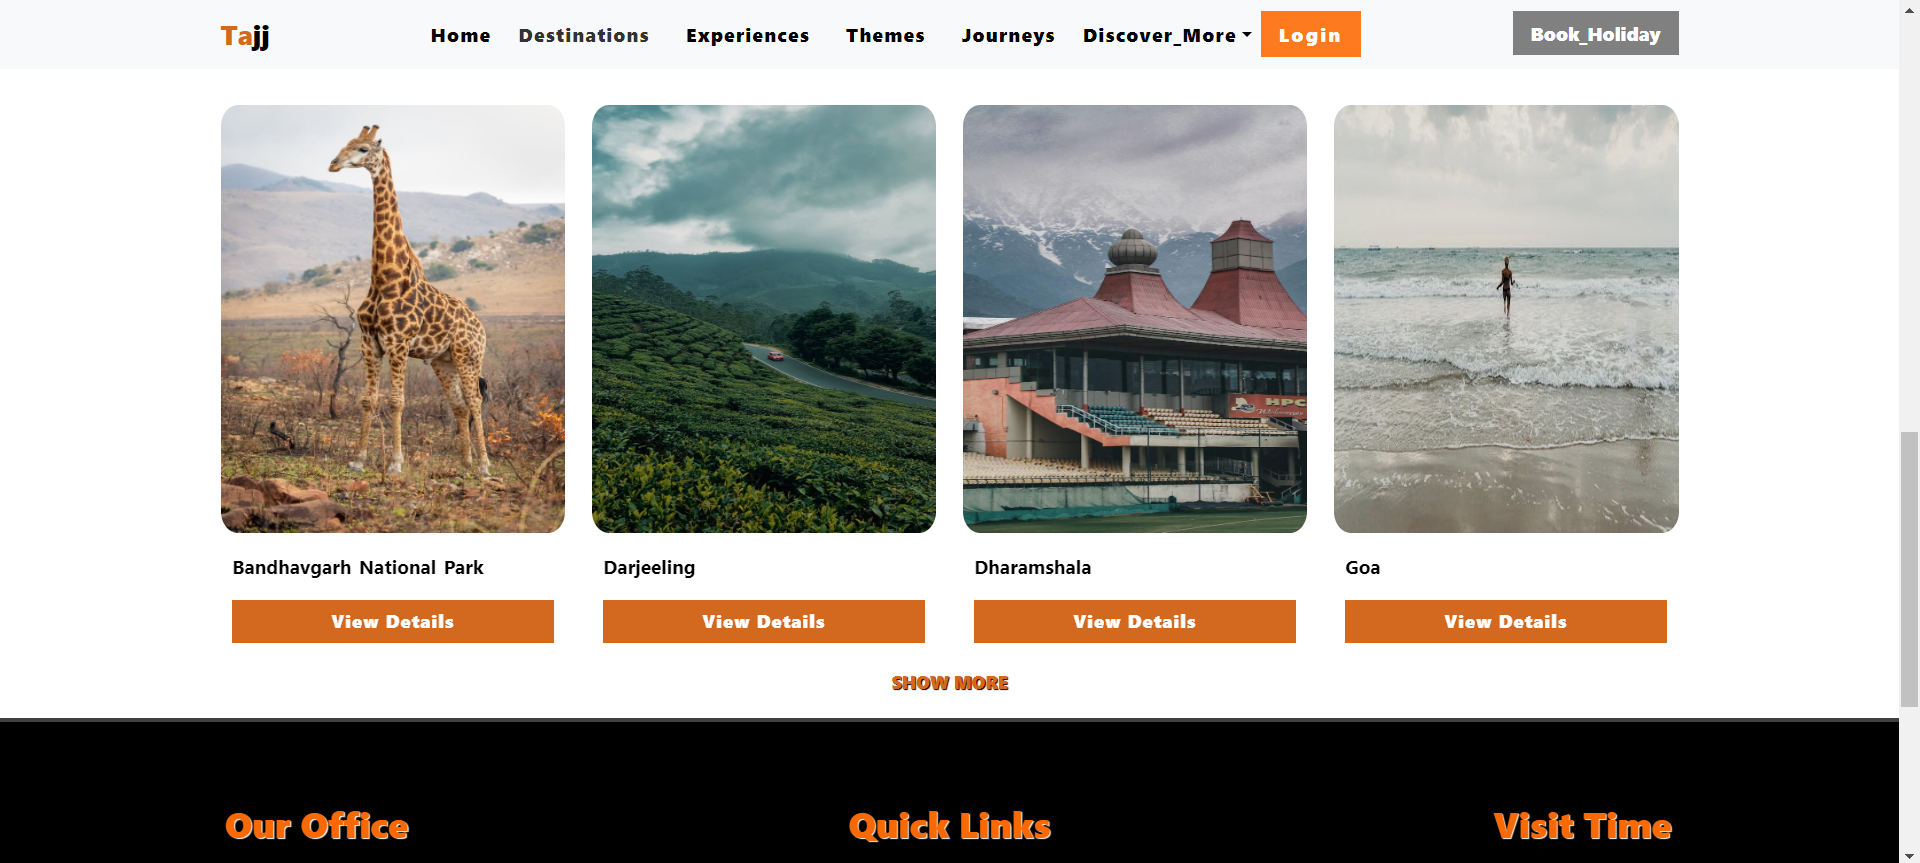 Tajj Home Destinations Experiences Themes Journeys Discover_More Login Book_Holiday
HPC
Bandhavgarh National Park Darjeeling Dharamshala Goa
View Details View Details View Details View Details
SHOW MORE
Our Office Quick Links Visit Time